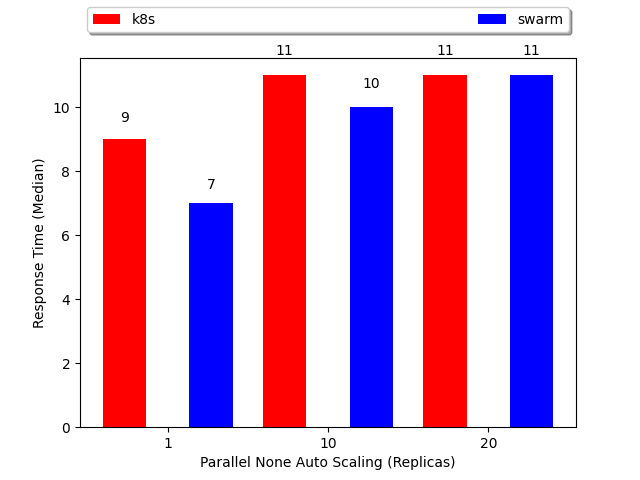 k8s swarm
11 11 11
10
9
7
10
8
6
4
2
0
Response Time (Median)
1 10 20
Parallel None Auto Scaling (Replicas)